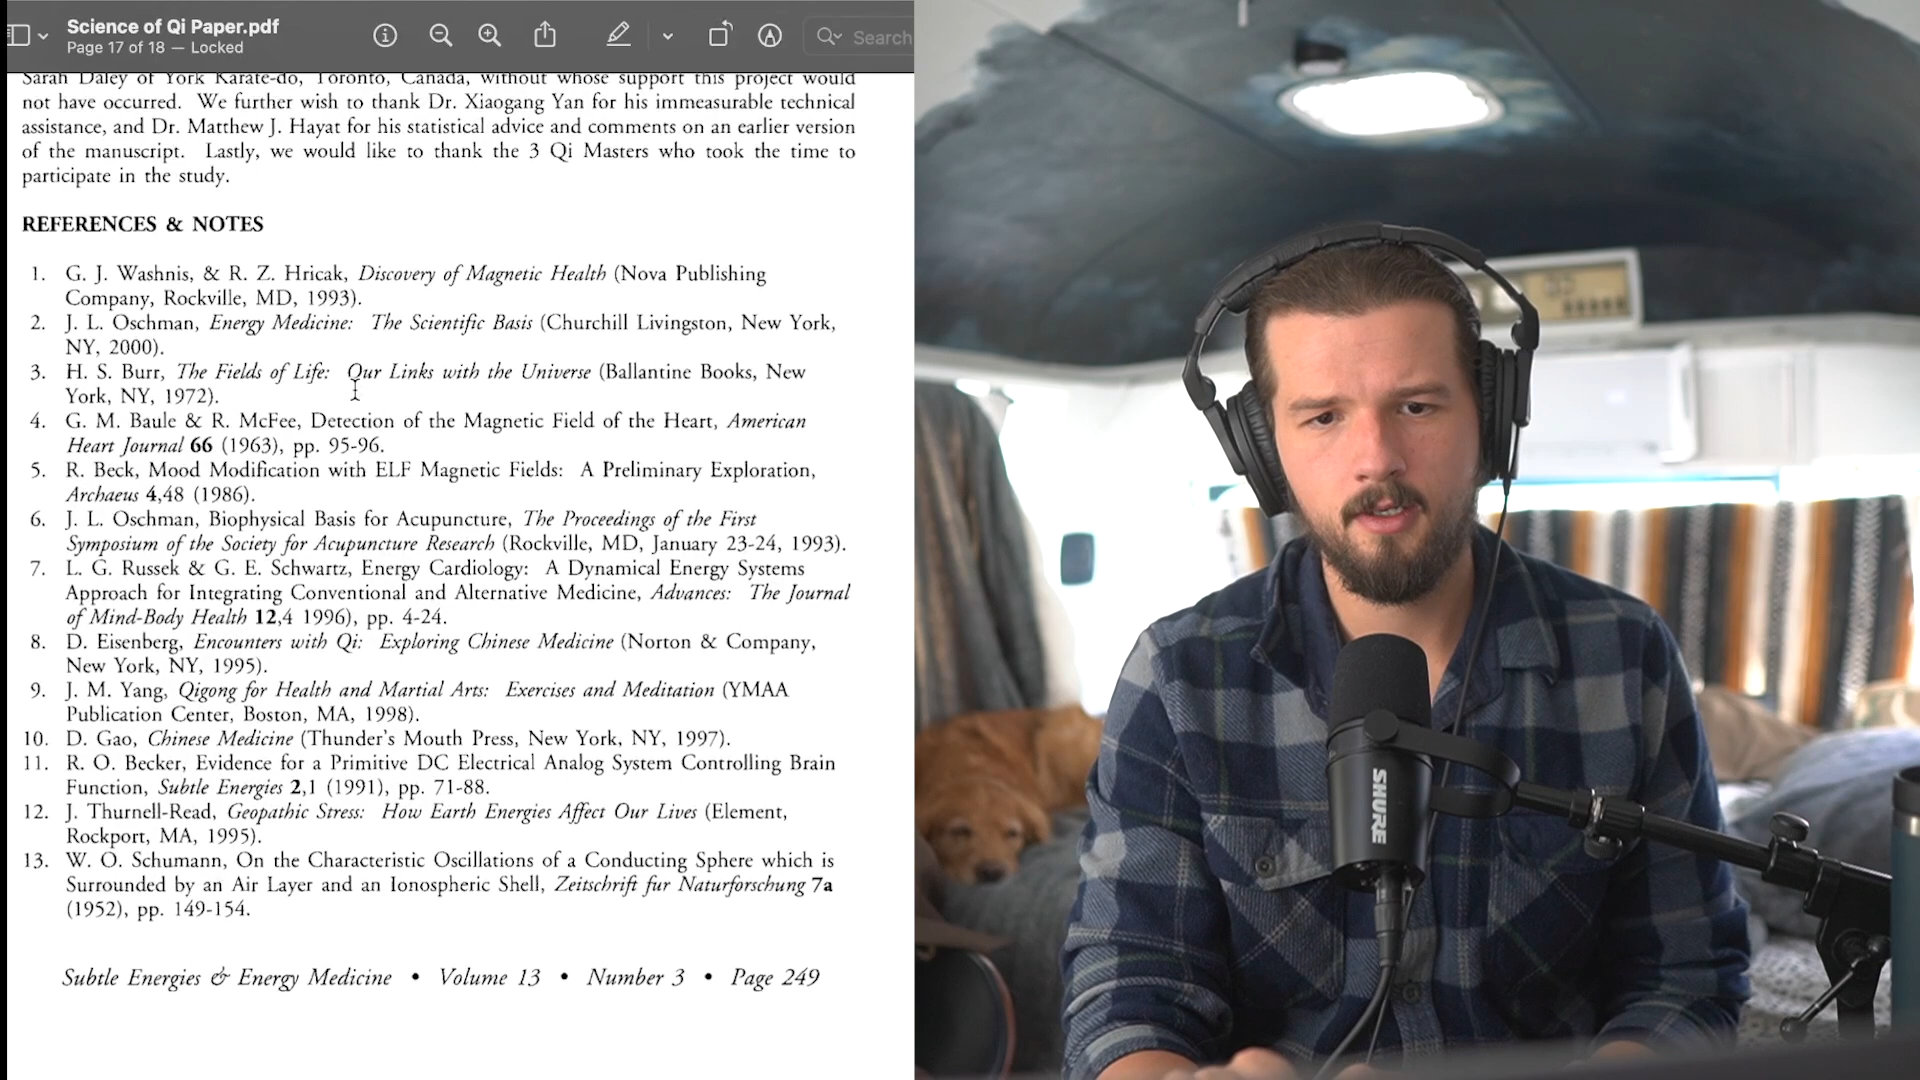 Science of Qi Paper.pdf
Page 17 of 18 — Locked
Search
Sarah Daley of York Karate-do, Toronto, Canada, without whose support this project would
not have occurred. We further wish to thank Dr. Xiaogang Yan for his immeasurable technical
assistance, and Dr. Matthew J. Hayat for his statistical advice and comments on an earlier version
of the manuscript. Lastly, we would like to thank the 3 Qi Masters who took the time to
participate in the study.
REFERENCES & NOTES
1. G. J. Washnis, & R. Z. Hricak, Discovery of Magnetic Health (Nova Publishing
Company, Rockville, MD, 1993).
2. J. L. Oschman, Energy Medicine: The Scientific Basis (Churchill Livingston, New York,
NY, 2000).
3. H. S. Burr, The Fields of Life: Our Links with the Universe (Ballantine Books, New
York, NY, 1972).
4. G. M. Baule & R. McFee, Detection of the Magnetic Field of the Heart, American
Heart Journal 66 (1963), pp. 95-96.
5. R. Beck, Mood Modification with ELF Magnetic Fields: A Preliminary Exploration,
Archaeus 4,48 (1986).
6. J. L. Oschman, Biophysical Basis for Acupuncture, The Proceedings of the First
Symposium of the Society for Acupuncture Research (Rockville, MD, January 23-24, 1993).
7. L. G. Russek & G. E. Schwartz, Energy Cardiology: A Dynamical Energy Systems
Approach for Integrating Conventional and Alternative Medicine, Advances: The Journal
of Mind-Body Health 12,4 1996), pp. 4-24.
8. D. Eisenberg, Encounters with Qi: Exploring Chinese Medicine (Norton & Company,
New York, NY, 1995).
9. J. M. Yang, Qigong for Health and Martial Arts: Exercises and Meditation (YMAA
Publication Center, Boston, MA, 1998).
10. D. Gao, Chinese Medicine (Thunder's Mouth Press, New York, NY, 1997).
11. R. O. Becker, Evidence for a Primitive DC Electrical Analog System Controlling Brain
Function, Subtle Energies 2,1 (1991), pp. 71-88.
12. J. Thurnell-Read, Geopathic Stress: How Earth Energies Affect Our Lives (Element,
Rockport, MA, 1995).
13. W. O. Schumann, On the Characteristic Oscillations of a Conducting Sphere which is
Surrounded by an Air Layer and an Ionospheric Shell, Zeitschrift fur Naturforschung 7a
(1952), pp. 149-154.
Subtle Energies & Energy Medicine • Volume 13 • Number 3 • Page 249
SHURE